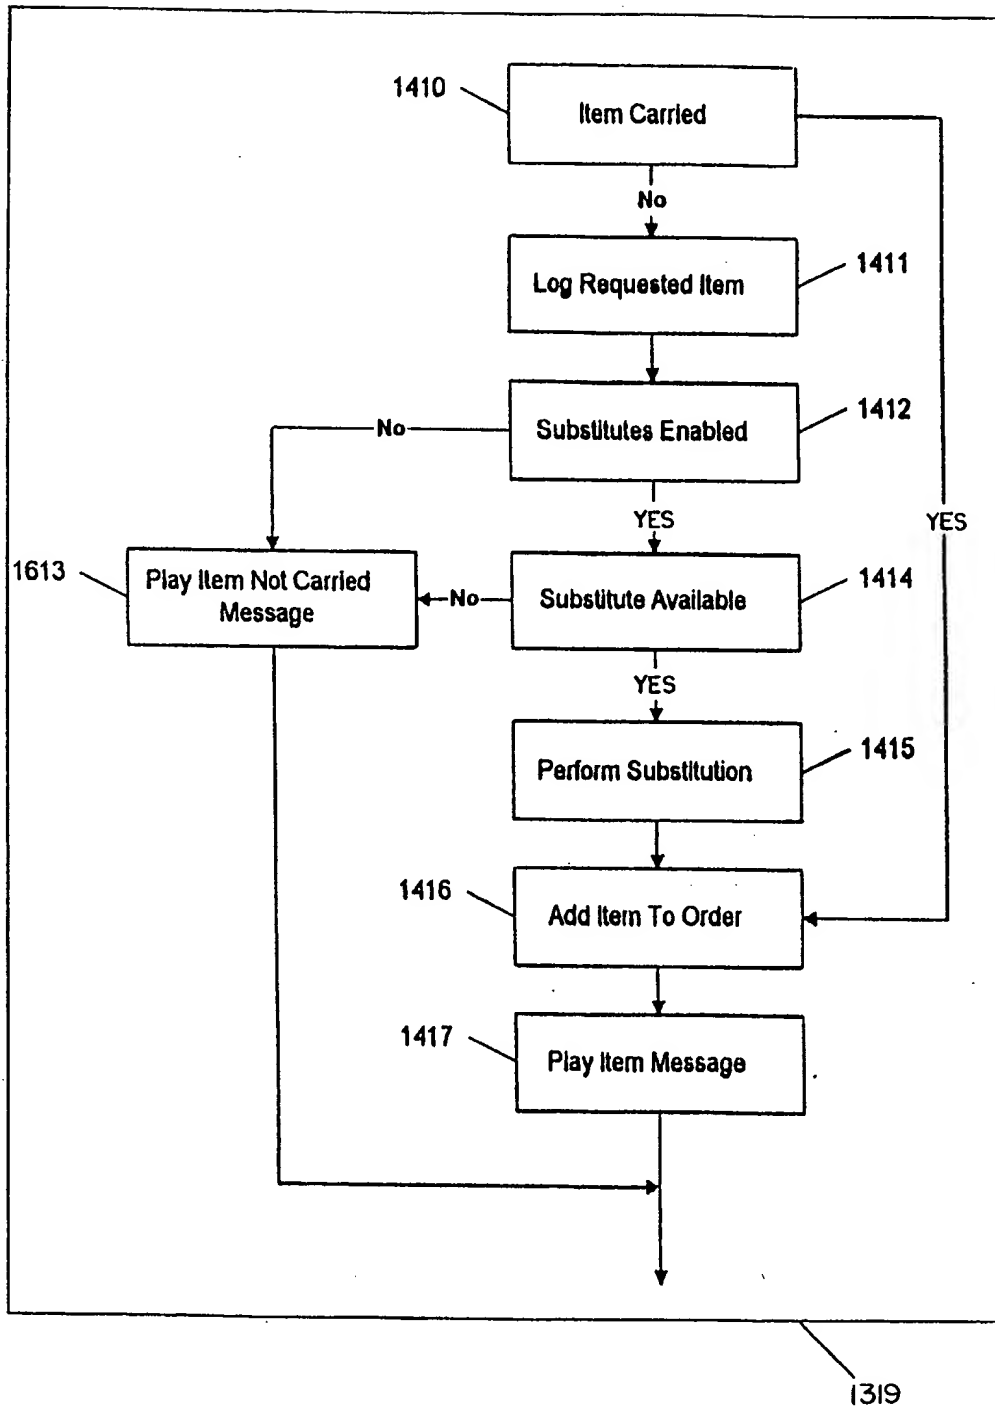 1410
Item Carried
No
Log Requested Item
1411
Substitutes Enabled
1412
No
YES
YES
1613
Play Item Not Carried
Message
No
Substitute Available
1414
YES
Perform Substitution
1415
1416
Add Item To Order
1417
Play Item Message
1319